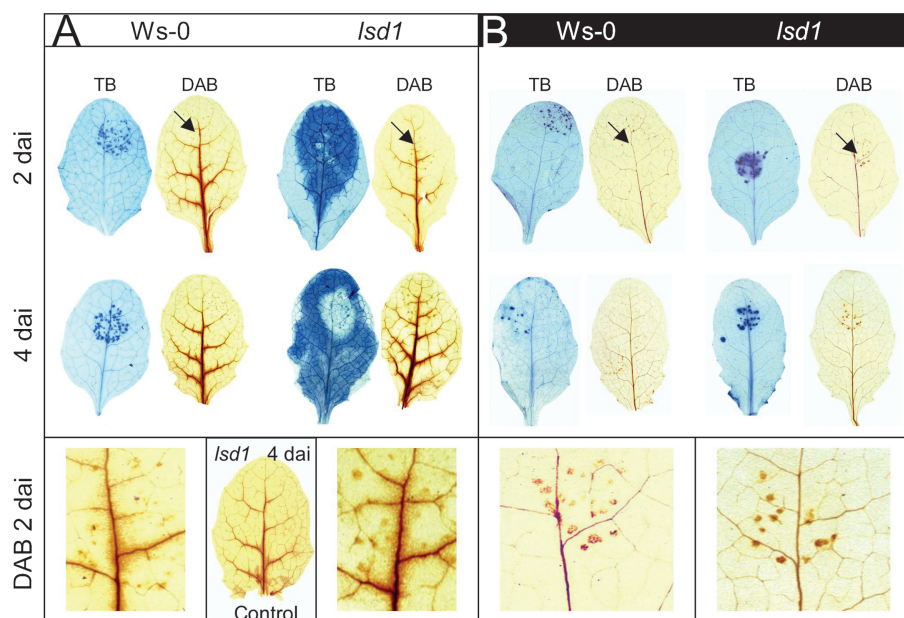 A Ws-0 lsd1 B Ws-0 lsd1
TB DAB TB DAB TB DAB TB DAB
2 dai
4 dai
DAB 2 dai
lsd1 4 dai
Control